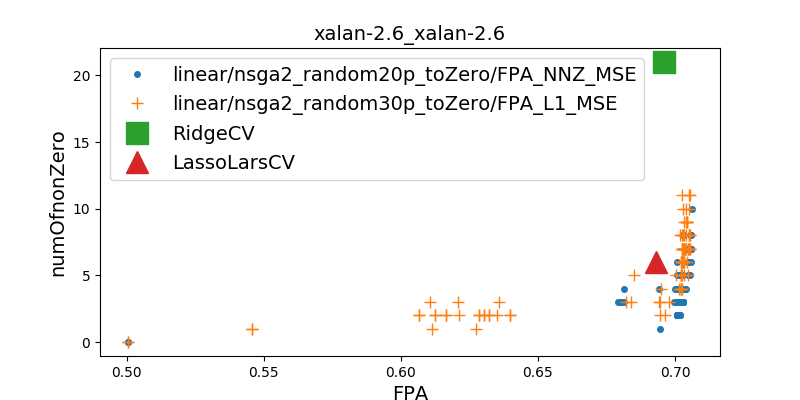 xalan-2.6_xalan-2.6
linear/nsga2_random20p_toZero/FPA_NNZ_MSE
linear/nsga2_random30p_toZero/FPA_L1_MSE
RidgeCV
LassoLarsCV
numOfnonZero
20
15
10
5
0
0.50 0.55 0.60 0.65 0.70
FPA